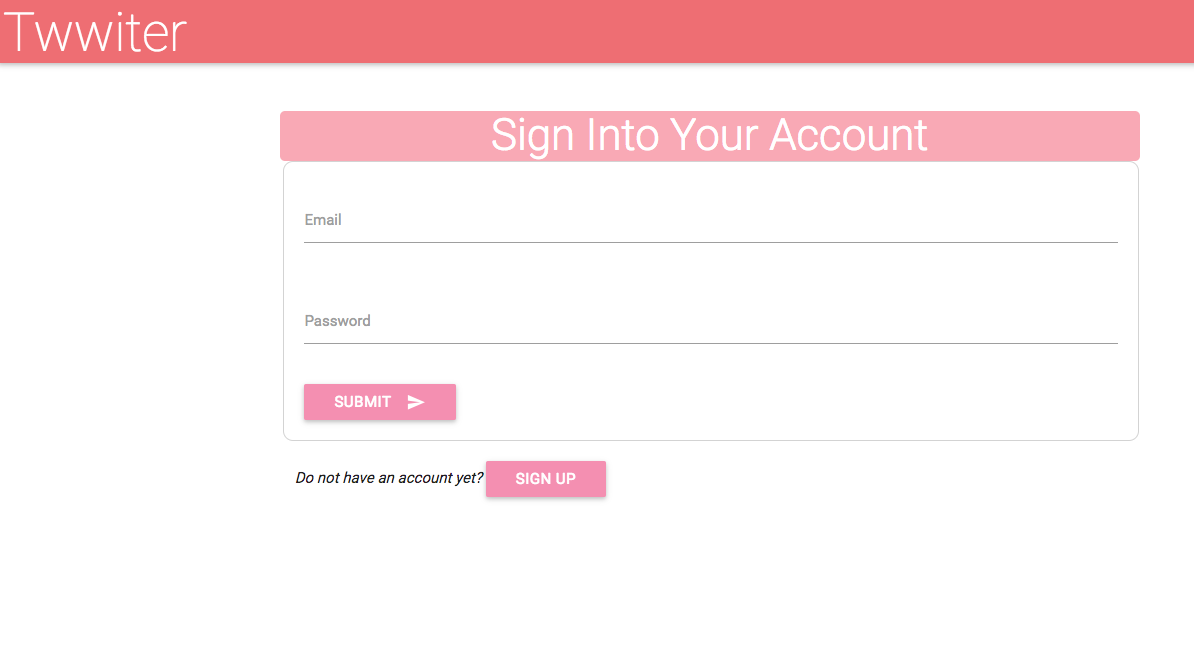 Twwiter
Sign Into Your Account
Email
Password
SUBMIT
Do not have an account yet? SIGN UP